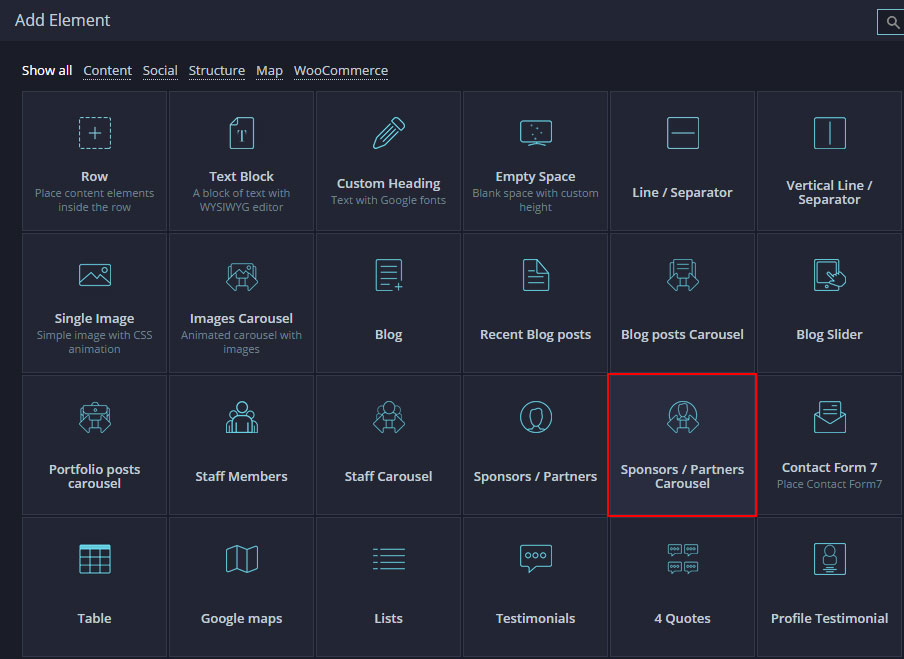 Add Element
Show all Content Social Structure Map WooCommerce
Row
Place content elements
inside the row
Text Block
A block of text with
WYSIWYG editor
Custom Heading
Text with Google fonts
Empty Space
Blank space with custom
height
Line / Separator
Vertical Line /
Separator
Single Image
Simple image with CSS
animation
Images Carousel
Animated carousel with
images
Blog
Recent Blog posts
Blog posts Carousel
Blog Slider
Portfolio posts
carousel
Staff Members
Staff Carousel
Sponsors / Partners
Sponsors / Partners
Carousel
Contact Form 7
Place Contact Form7
Table
Google maps
Lists
Testimonials
4 Quotes
Profile Testimonial